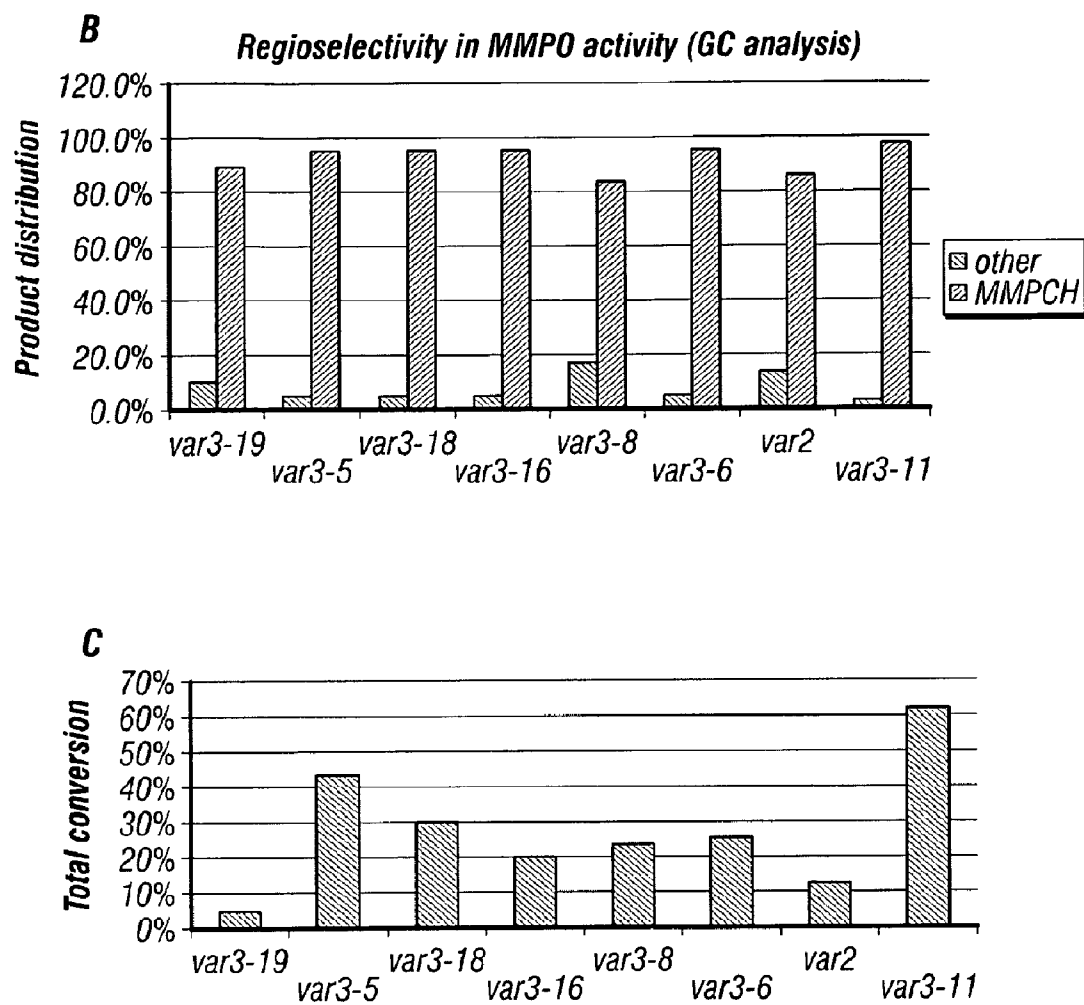 B
Regioselectivity in MMPO activity (GC analysis)
Product distribution
120.0%
100.0%
80.0%
60.0%
40.0%
20.0%
0.0%
var3-19
var3-5
var3-18
var3-16
var3-8
var3-6
var2
var3-11
other
MMPCH
C
Total conversion
70%
60%
50%
40%
30%
20%
10%
0%
var3-19
var3-5
var3-18
var3-16
var3-8
var3-6
var2
var3-11